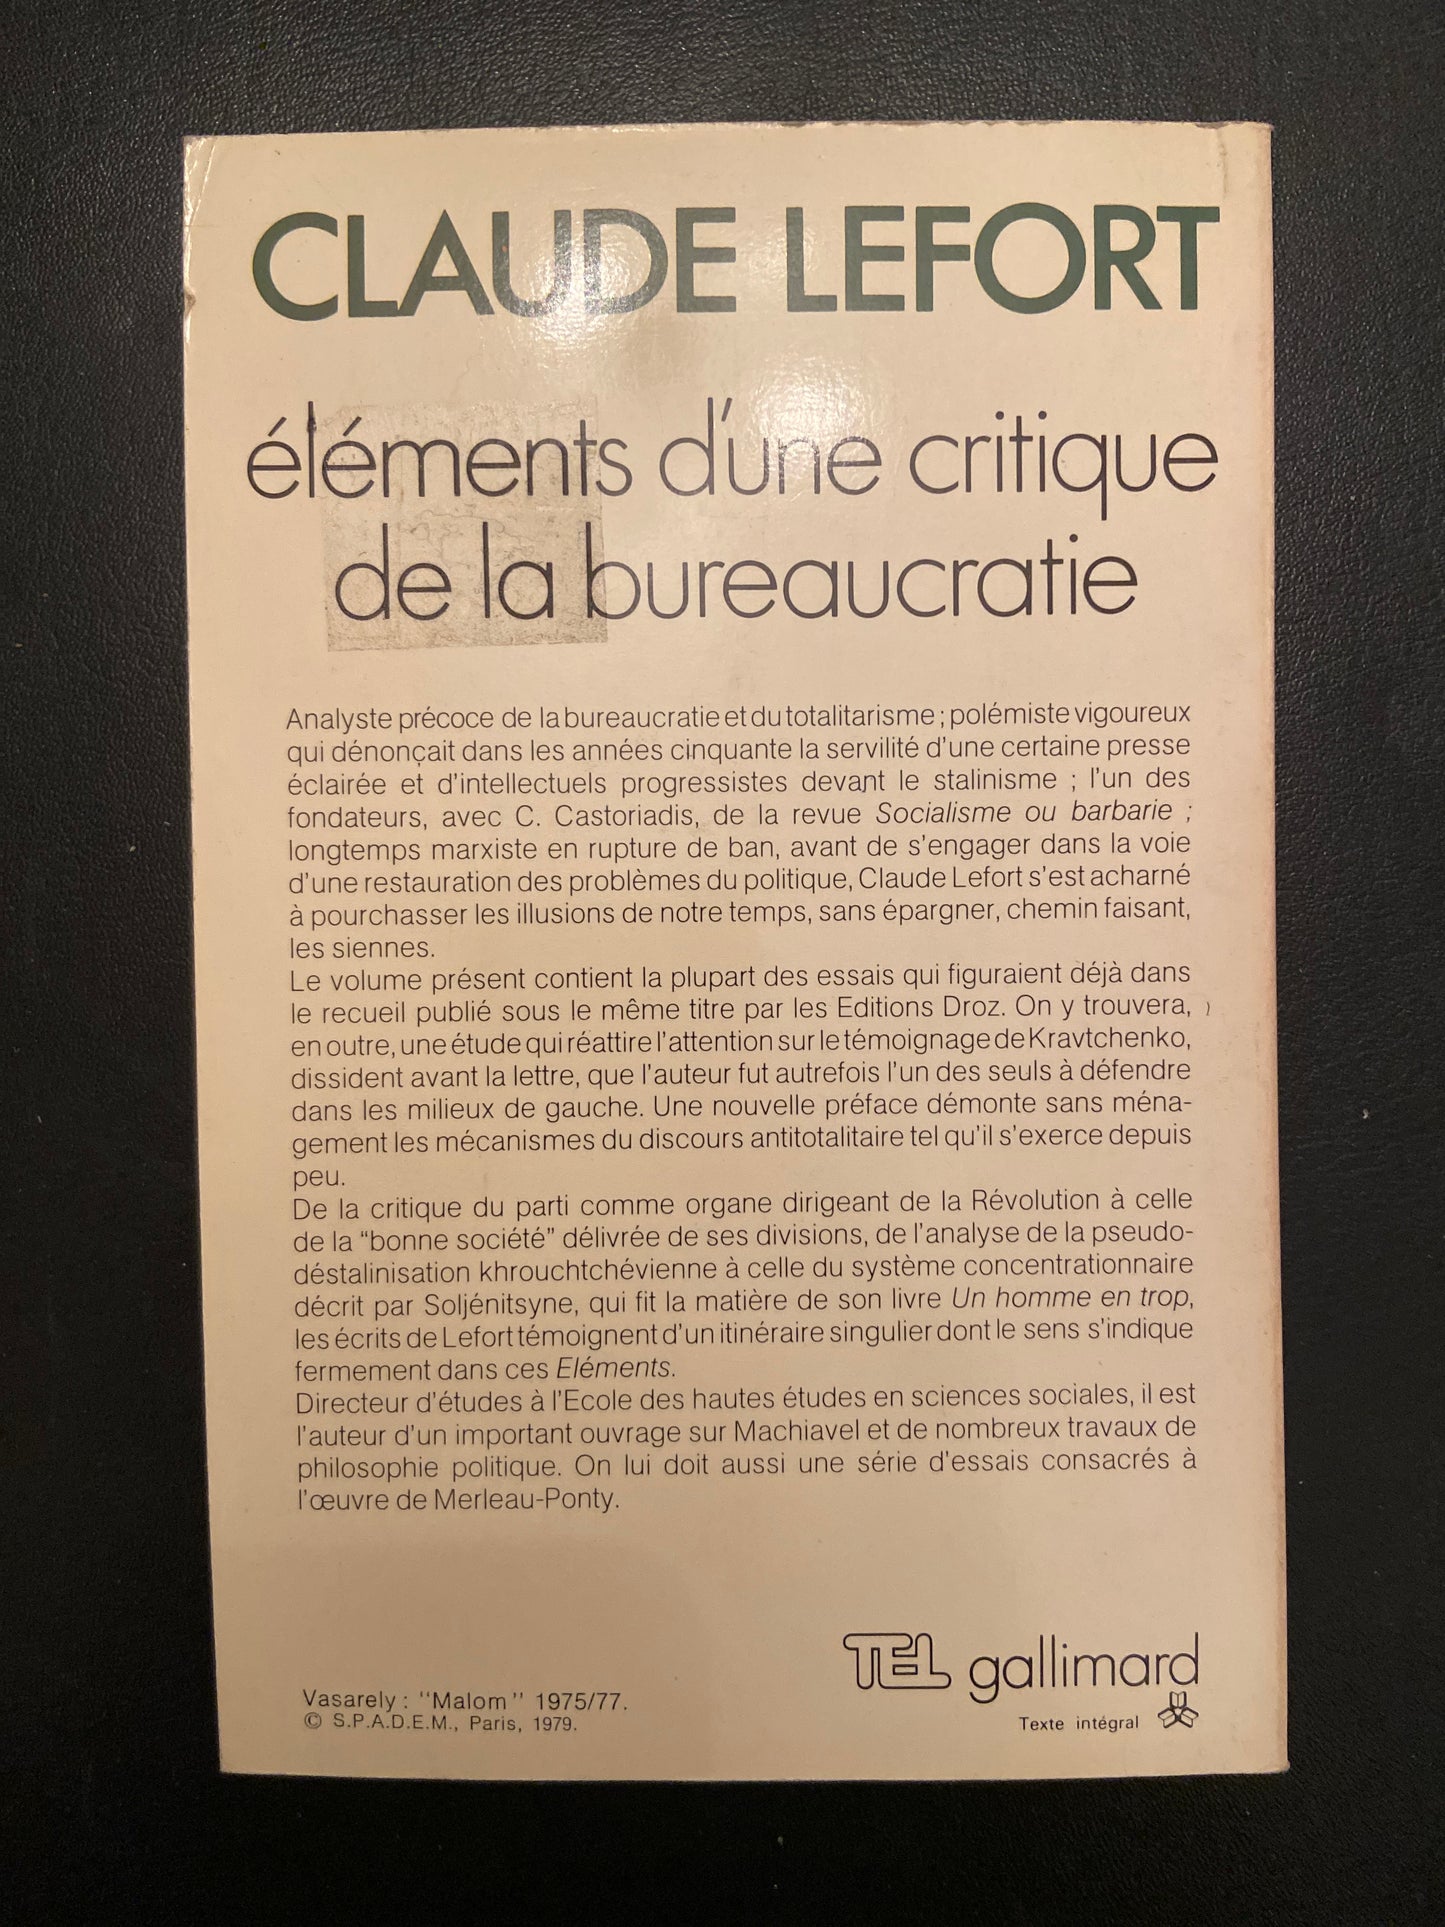 CLAUDE LEFORT
éléments d'une critique
de la bureaucratie
Analyste précoce de la bureaucratie et du totalitarisme ; polémiste vigoureux
qui dénonçait dans les années cinquante la servilité d'une certaine presse
éclairée et d'intellectuels progressistes devant le stalinisme ; l'un des
fondateurs, avec C. Castoriadis, de la revue Socialisme ou barbarie ;
longtemps marxiste en rupture de ban, avant de s'engager dans la voie
d'une restauration des problèmes du politique, Claude Lefort s'est acharné
à pourchasser les illusions de notre temps, sans épargner, chemin faisant,
les siennes.
Le volume présent contient la plupart des essais qui figuraient déjà dans
le recueil publié sous le même titre par les Editions Droz. On y trouvera,
en outre, une étude qui réattire l'attention sur le témoignage de Kravtchenko,
dissident avant la lettre, que l'auteur fut autrefois l'un des seuls à défendre
dans les milieux de gauche. Une nouvelle préface démonte sans ména-
gement les mécanismes du discours antitotalitaire tel qu'il s'exerce depuis
peu.
De la critique du parti comme organe dirigeant de la Révolution à celle
de la "bonne société" délivrée de ses divisions, de l'analyse de la pseudo-
déstalinisation khrouchtchévienne à celle du système concentrationnaire
décrit par Soljénitsyne, qui fit la matière de son livre Un homme en trop,
les écrits de Lefort témoignent d'un itinéraire singulier dont le sens s'indique
fermement dans ces Eléments.
Directeur d'études à l'Ecole des hautes études en sciences sociales, il est
l'auteur d'un important ouvrage sur Machiavel et de nombreux travaux de
philosophie politique. On lui doit aussi une série d'essais consacrés à
l'œuvre de Merleau-Ponty.
TEL gallimard
Vasarely : "Malom" 1975/77.
© S.P.A.D.E.M., Paris, 1979.
Texte intégral